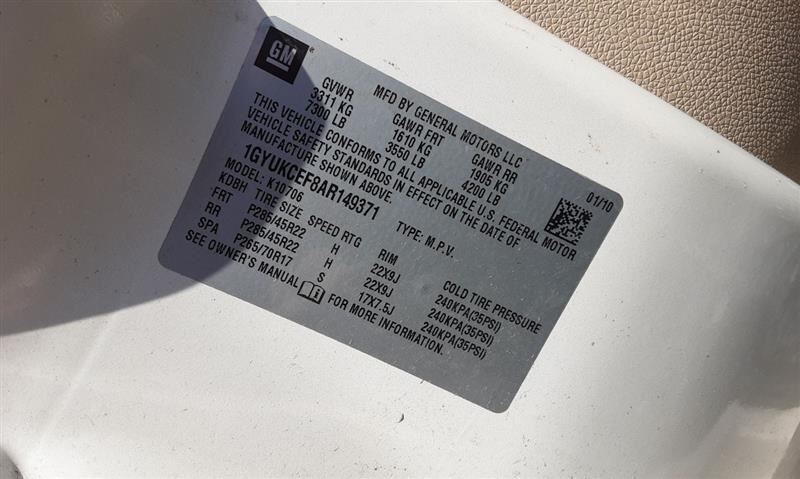 GM®
MFD BY GENERAL MOTORS LLC 01/10
GVWR GAWR FRT GAWR RR
3311 KG 1610 KG 1905 KG
7300 LB 3550 LB 4200 LB
THIS VEHICLE CONFORMS TO ALL APPLICABLE U.S. FEDERAL MOTOR
VEHICLE SAFETY STANDARDS IN EFFECT ON THE DATE OF
MANUFACTURE SHOWN ABOVE.
1GYUKCEF8AR149371 TYPE: M.P.V.
MODEL: K10706
KDBH TIRE SIZE SPEED RTG RIM COLD TIRE PRESSURE
FRT P285/45R22 H 22X9J 240KPA(35PSI)
RR P285/45R22 H 22X9J 240KPA(35PSI)
SPA P265/70R17 S 17X7.5J 240KPA(35PSI)
SEE OWNER'S MANUAL FOR MORE INFORMATION.